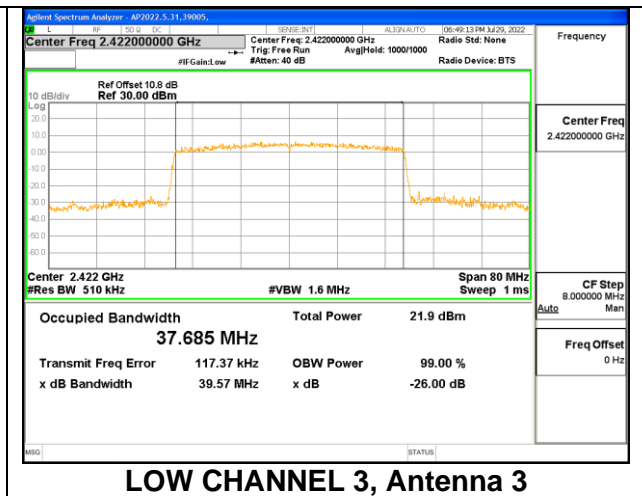 Agilent Spectrum Analyzer - AP2022.5.31,39005,
L RF 50 Ω DC SENSE:INT ALIGN AUTO 06:49:13 PM Jul 29, 2022
Center Freq 2.422000000 GHz Center Freq: 2.422000000 GHz Radio Std: None Frequency
Trig: Free Run Avg|Hold: 1000/1000
#IFGain:Low #Atten: 40 dB Radio Device: BTS
Ref Offset 10.8 dB
10 dB/div Ref 30.00 dBm
Log
20.0
10.0
0.00
-10.0
-20.0
-30.0
-40.0
-50.0
-60.0
Center Freq
2.422000000 GHz
Center 2.422 GHz Span 80 MHz
#Res BW 510 kHz #VBW 1.6 MHz Sweep 1 ms
CF Step
8.000000 MHz
Auto Man
Occupied Bandwidth Total Power 21.9 dBm
37.685 MHz
Transmit Freq Error 117.37 kHz OBW Power 99.00 %
x dB Bandwidth 39.57 MHz x dB -26.00 dB
Freq Offset
0 Hz
MSG STATUS
LOW CHANNEL 3, Antenna 3